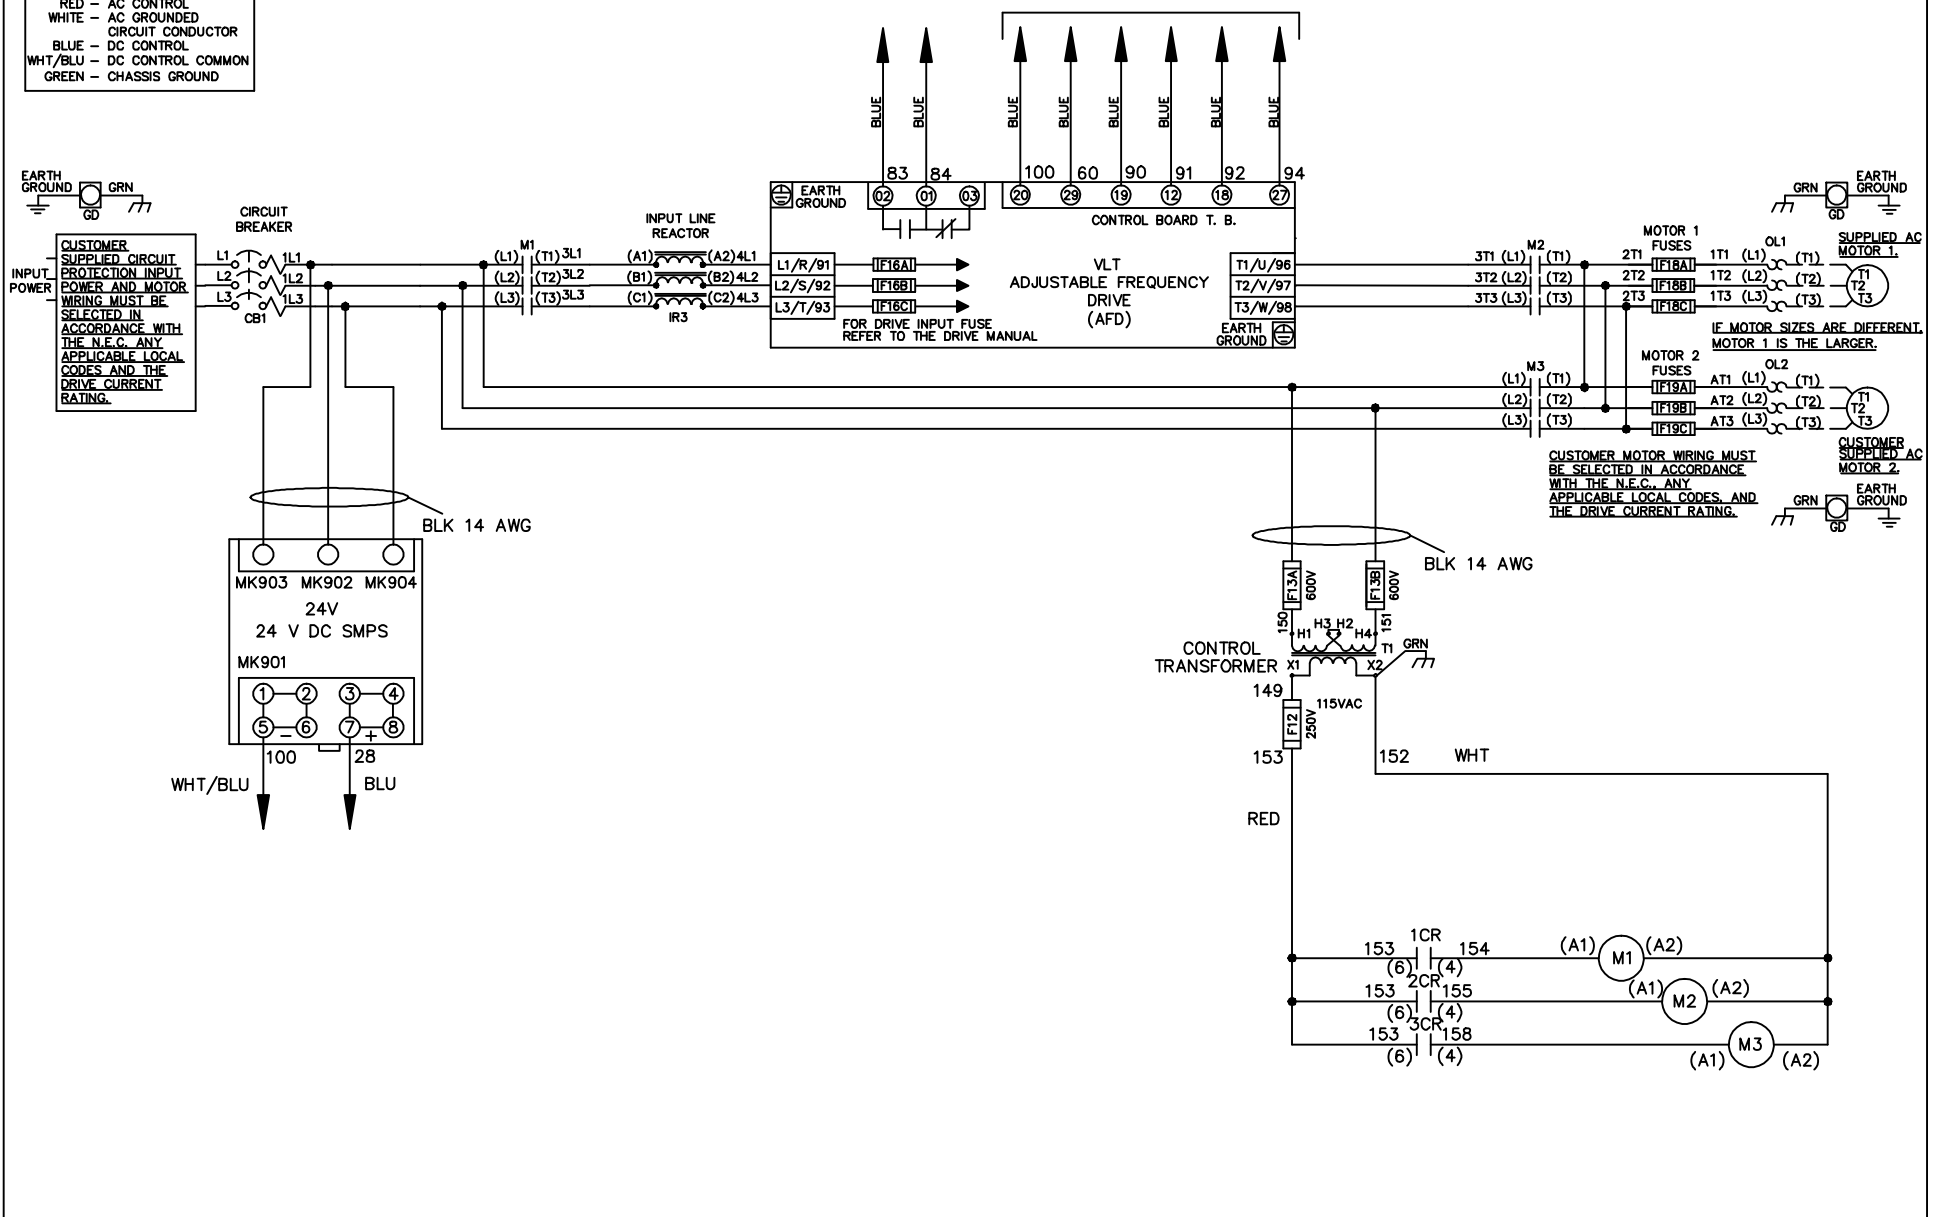 RED – AC CONTROL
WHITE – AC GROUNDED
CIRCUIT CONDUCTOR
BLUE – DC CONTROL
WHT/BLU – DC CONTROL COMMON
GREEN – CHASSIS GROUND
BLUE
BLUE
BLUE
BLUE
BLUE
BLUE
BLUE
BLUE
83 84 100 60 90 91 92 94
EARTH
GROUND
GRN
GD
EARTH
GROUND
02 01 03
20 29 19 12 18 27
CONTROL BOARD T. B.
GRN
EARTH
GROUND
GD
CIRCUIT
BREAKER
INPUT LINE
REACTOR
CUSTOMER
SUPPLIED CIRCUIT
PROTECTION INPUT
POWER AND MOTOR
WIRING MUST BE
SELECTED IN
ACCORDANCE WITH
THE N.E.C. ANY
APPLICABLE LOCAL
CODES AND THE
DRIVE CURRENT
RATING.
INPUT
POWER
L1 1L1
L2 1L2
L3 1L3
CB1
M1
(L1) (T1) 3L1
(L2) (T2) 3L2
(L3) (T3) 3L3
(A1) (A2) 4L1
(B1) (B2) 4L2
(C1) (C2) 4L3
IR3
L1/R/91 F16A
L2/S/92 F16B
L3/T/93 F16C
FOR DRIVE INPUT FUSE
REFER TO THE DRIVE MANUAL
VLT
ADJUSTABLE FREQUENCY
DRIVE
(AFD)
T1/U/96
T2/V/97
T3/W/98
EARTH
GROUND
M2
3T1 (L1) (T1)
3T2 (L2) (T2)
3T3 (L3) (T3)
MOTOR 1
FUSES
OL1
2T1 F18A 1T1 (L1) (T1)
2T2 F18B 1T2 (L2) (T2)
2T3 F18C 1T3 (L3) (T3)
SUPPLIED AC
MOTOR 1.
T1
T2
T3
IF MOTOR SIZES ARE DIFFERENT,
MOTOR 1 IS THE LARGER.
M3
(L1) (T1)
(L2) (T2)
(L3) (T3)
MOTOR 2
FUSES
OL2
F19A AT1 (L1) (T1)
F19B AT2 (L2) (T2)
F19C AT3 (L3) (T3)
T1
T2
T3
CUSTOMER
SUPPLIED AC
MOTOR 2.
CUSTOMER MOTOR WIRING MUST
BE SELECTED IN ACCORDANCE
WITH THE N.E.C., ANY
APPLICABLE LOCAL CODES, AND
THE DRIVE CURRENT RATING.
GRN
EARTH
GROUND
GD
BLK 14 AWG
MK903 MK902 MK904
24V
24 V DC SMPS
MK901
1 2 3 4
5 6 7 8
– +
100 28
WHT/BLU BLU
BLK 14 AWG
F13A
600V
F13B
600V
150 151
H1 H3 H2 H4
T1
GRN
CONTROL
TRANSFORMER
X1 X2
149
115VAC
F12
250V
153
152 WHT
RED
1CR
153 154 (A1) M1 (A2)
(6) (4)
2CR
153 155 (A1) M2 (A2)
(6) (4)
3CR
153 158
(6) (4) (A1) M3 (A2)